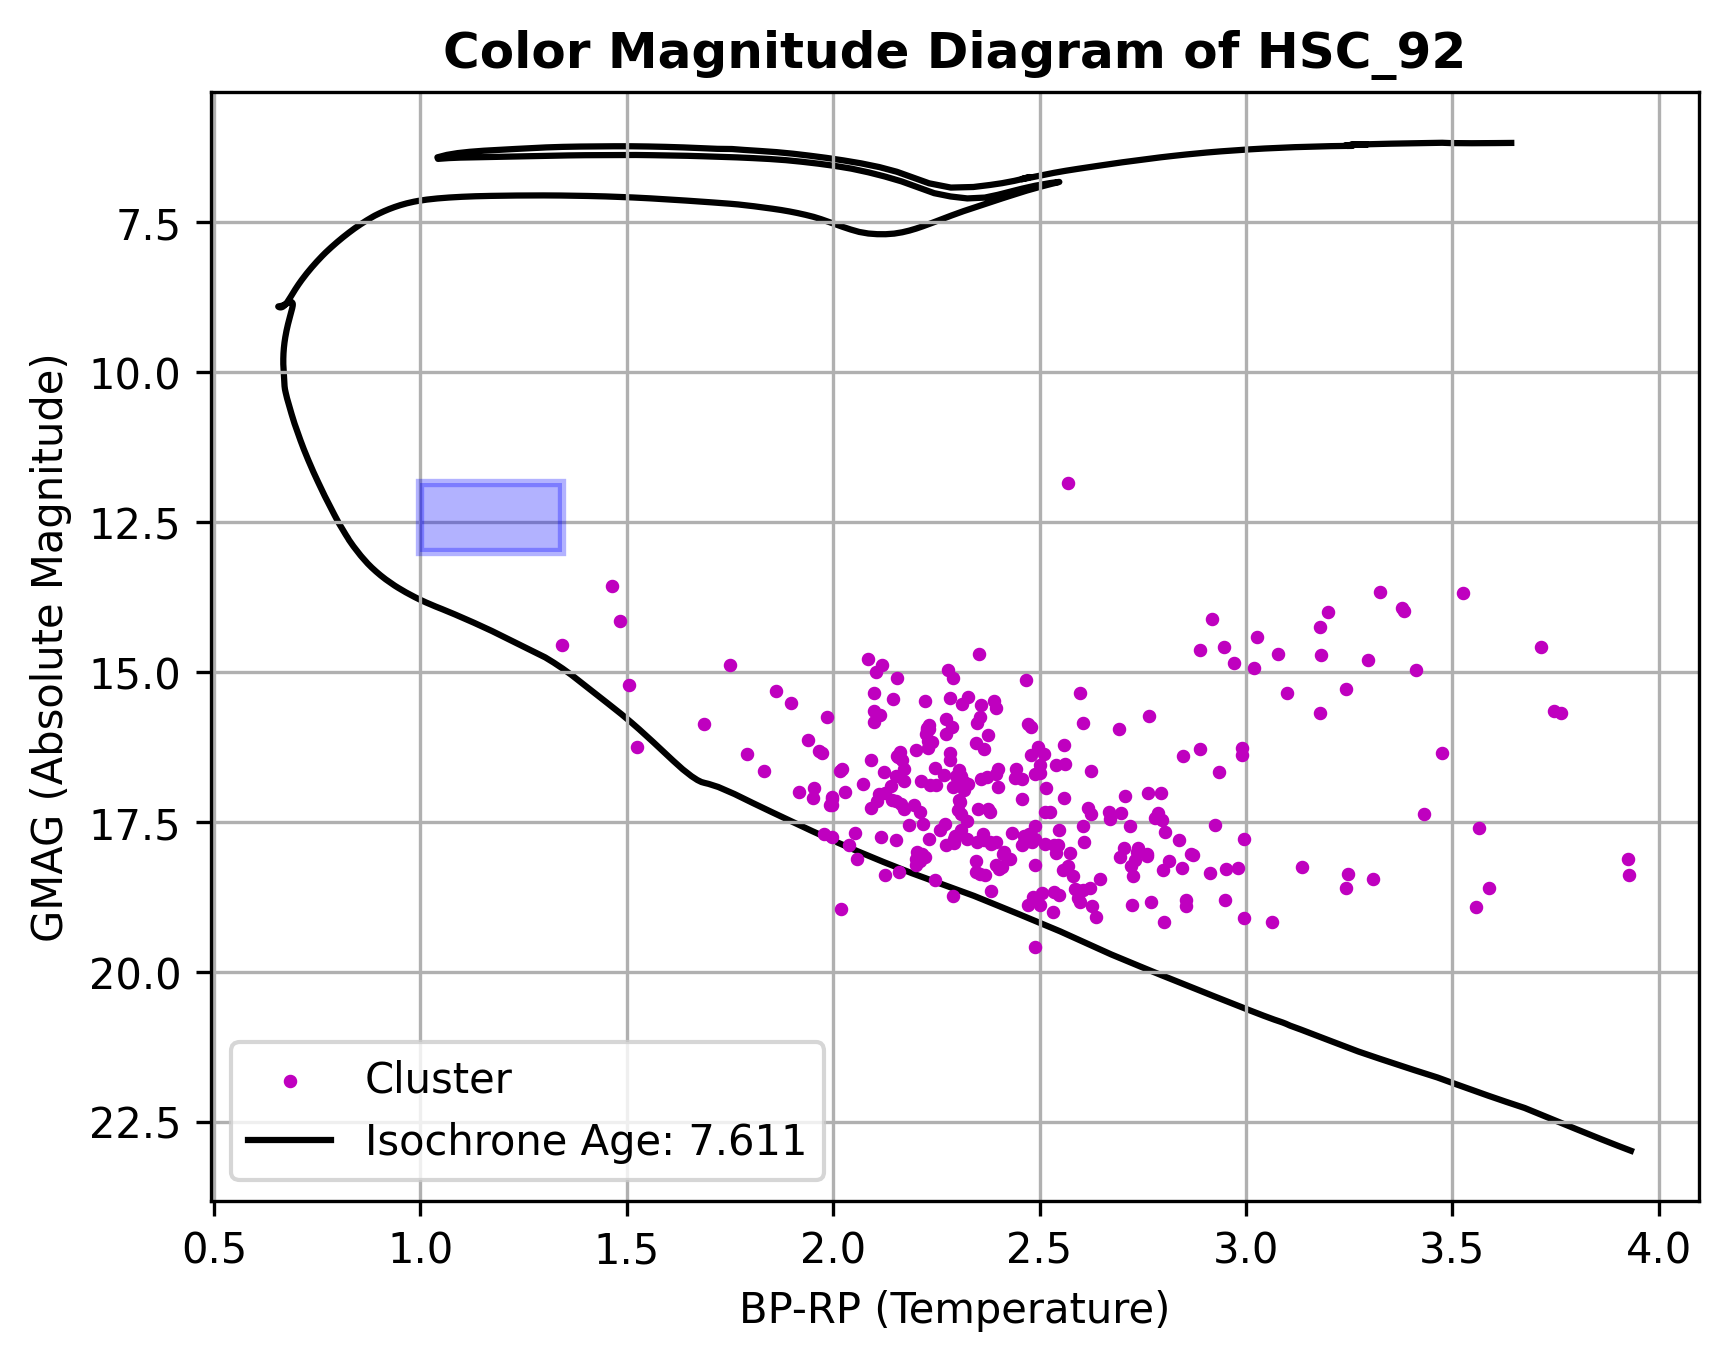 Color Magnitude Diagram of HSC_92
GMAG (Absolute Magnitude)
7.5
10.0
12.5
15.0
17.5
20.0
22.5
Cluster
Isochrone Age: 7.611
0.5 1.0 1.5 2.0 2.5 3.0 3.5 4.0
BP-RP (Temperature)